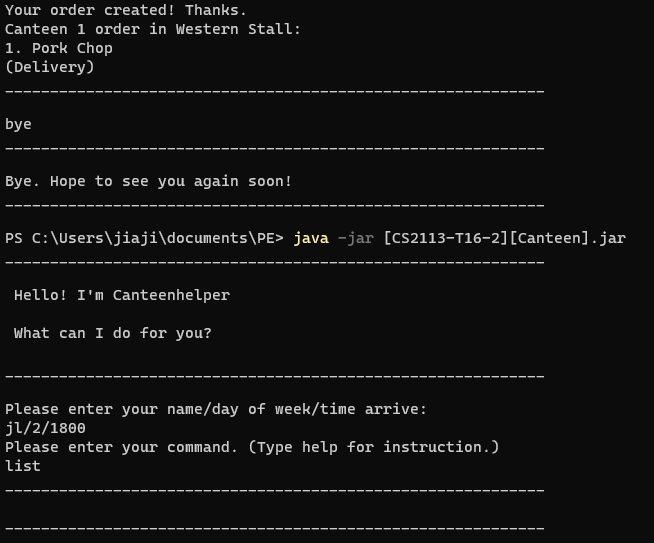 Your order created! Thanks.
Canteen 1 order in Western Stall:
1. Pork Chop
(Delivery)
____________________________________________________________
bye
____________________________________________________________
Bye. Hope to see you again soon!
____________________________________________________________
PS C:\Users\jiaji\documents\PE> java -jar [CS2113-T16-2][Canteen].jar
____________________________________________________________
Hello! I'm Canteenhelper
What can I do for you?
____________________________________________________________
Please enter your name/day of week/time arrive:
jl/2/1800
Please enter your command. (Type help for instruction.)
list
____________________________________________________________
____________________________________________________________